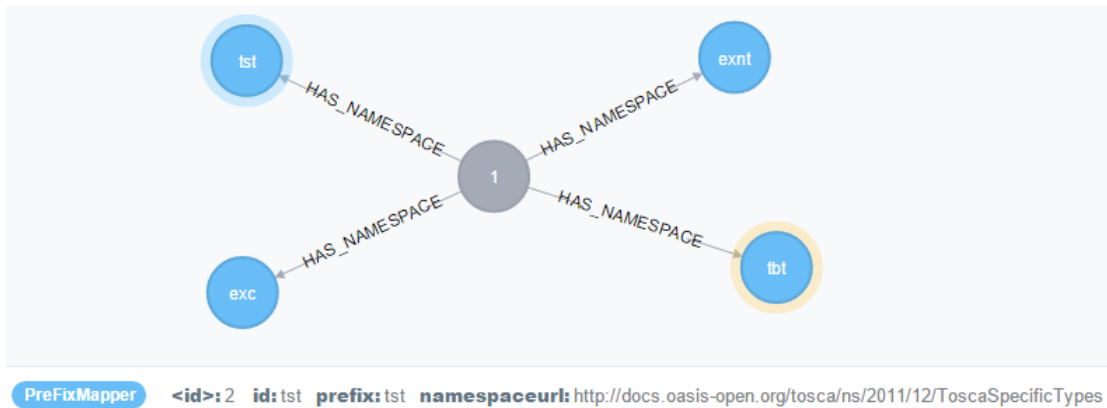 tst
exnt
HAS_NAMESPACE
HAS_NAMESPACE
1
HAS_NAMESPACE
HAS_NAMESPACE
exc
tbt
PreFixMapper <id>: 2 id: tst prefix: tst namespaceurl: http://docs.oasis-open.org/tosca/ns/2011/12/ToscaSpecificTypes